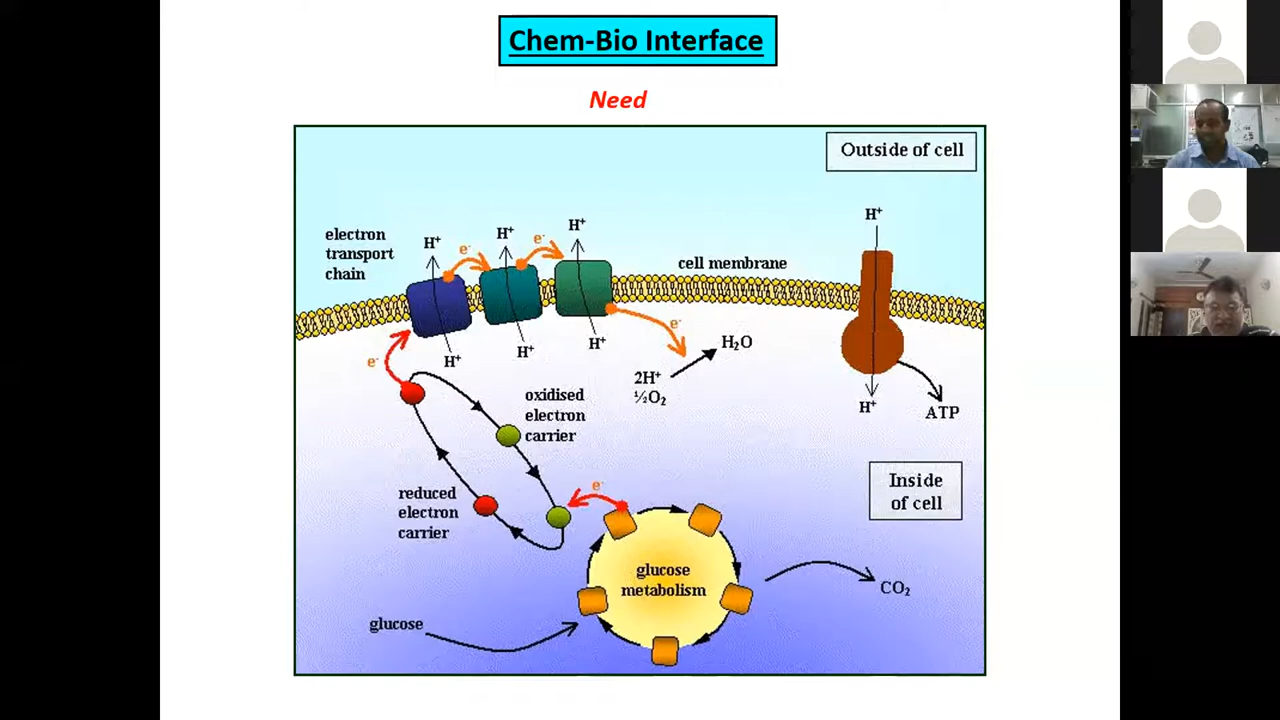 Chem-Bio Interface
Need
Outside of cell
electron
transport
chain
H⁺
e⁻
H⁺
e⁻
H⁺
H⁺
cell membrane
e⁻
H⁺
H⁺
H⁺
e⁻
H₂O
2H⁺
½O₂
H⁺
ATP
oxidised
electron
carrier
Inside
of cell
reduced
electron
carrier
e⁻
glucose
metabolism
CO₂
glucose